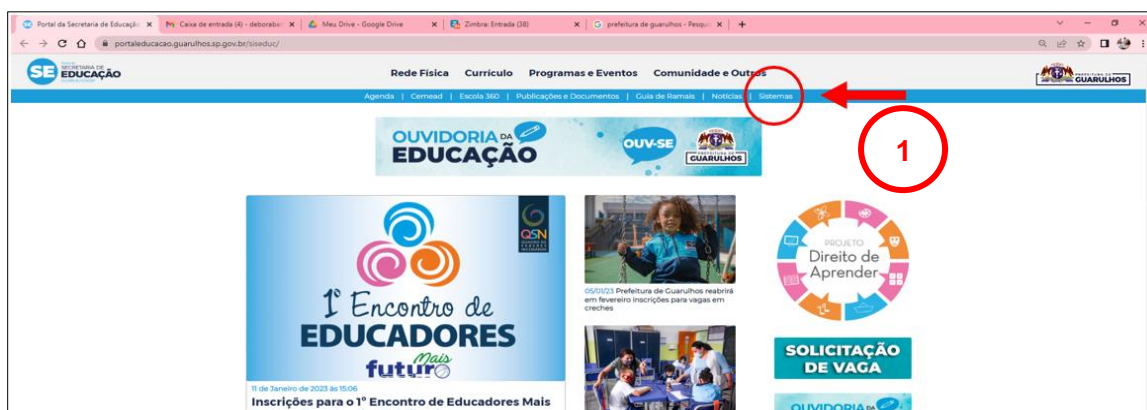 Portal da Secretaria de Educação
Caixa de entrada (4) - deborabe
Meu Drive - Google Drive
Zimbra: Entrada (38)
prefeitura de guarulhos - Pesqui
portaleducacao.guarulhos.sp.gov.br/siseduc/
SE
SECRETARIA DE
EDUCAÇÃO
Rede Física Currículo Programas e Eventos Comunidade e Outros
PREFEITURA DE
GUARULHOS
Agenda | Cemead | Escola 360 | Publicações e Documentos | Guia de Ramais | Notícias | Sistemas
OUVIDORIA DA
EDUCAÇÃO
OUV-SE
PREFEITURA DE
GUARULHOS
1
QSN
1º Encontro de
EDUCADORES
Mais
futuro
11 de Janeiro de 2023 às 15:06
Inscrições para o 1º Encontro de Educadores Mais
05/01/23 Prefeitura de Guarulhos reabrirá
em fevereiro inscrições para vagas em
creches
PROJETO
Direito de
Aprender
SOLICITAÇÃO
DE VAGA
OUVIDORIA DA